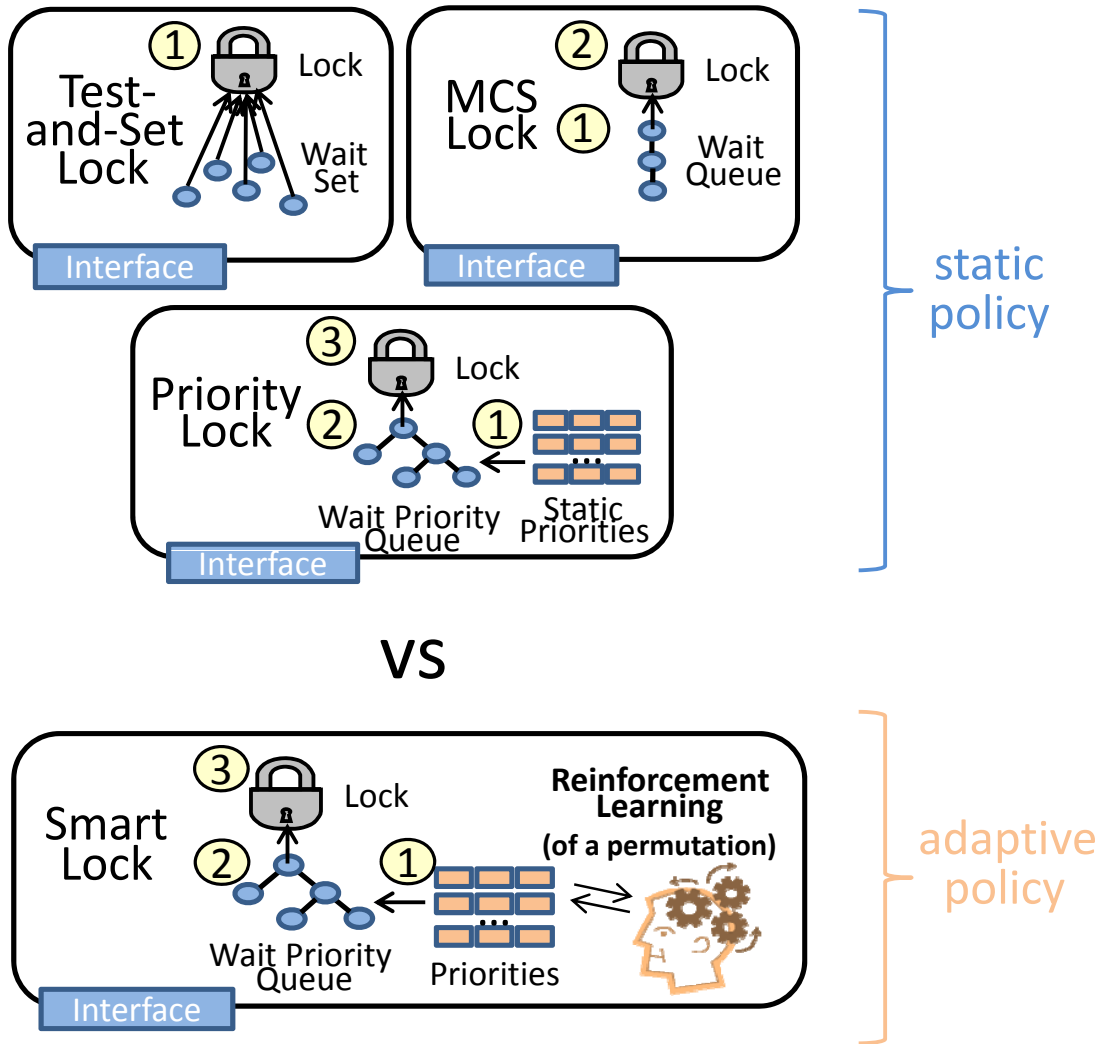 1
Lock
Test-
and-Set
Lock
Wait
Set
Interface
2
Lock
MCS
Lock
1
Wait
Queue
Interface
static
policy
3
Lock
Priority
Lock
2
1
...
Wait Priority
Queue
Static
Priorities
Interface
vs
3
Lock
Smart
Lock
2
1
...
Wait Priority
Queue
Priorities
Reinforcement
Learning
(of a permutation)
Interface
adaptive
policy